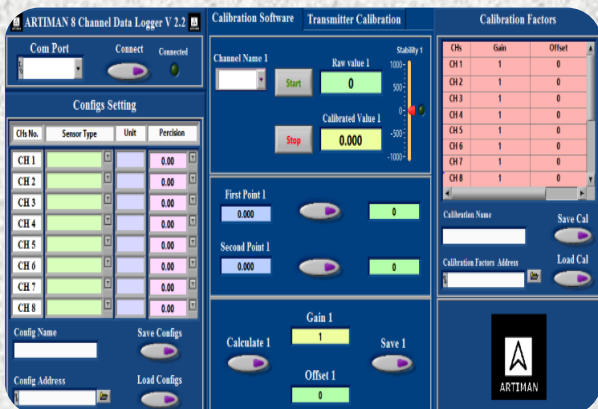 ARTIMAN 8 Channel Data Logger V 2.2
Com Port
Connect
Connected
Configs Setting
CHs No. Sensor Type Unit Percision
CH 1 0.00
CH 2 0.00
CH 3 0.00
CH 4 0.00
CH 5 0.00
CH 6 0.00
CH 7 0.00
CH 8 0.00
Config Name
Save Configs
Config Address
Load Configs
Calibration Software Transmitter Calibration
Channel Name 1
Raw value 1
Stability 1
Start
0
1000
500
0
-500
-1000
Calibrated Value 1
Stop
0.000
First Point 1
0.000 0
Second Point 1
0.000 0
Gain 1
Calculate 1
1
Save 1
Offset 1
0
Calibration Factors
CHs Gain Offset
CH 1 1 0
CH 2 1 0
CH 3 1 0
CH 4 1 0
CH 5 1 0
CH 6 1 0
CH 7 1 0
CH 8 1 0
Calibration Name
Save Cal
Calibration Factors Address
Load Cal
ARTIMAN